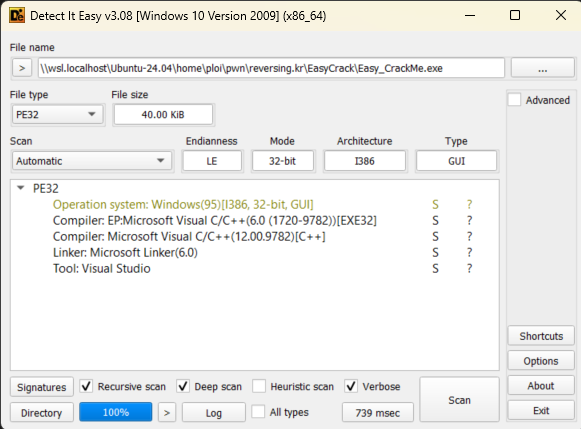 Detect It Easy v3.08 [Windows 10 Version 2009] (x86_64)
File name
> \\wsl.localhost\Ubuntu-24.04\home\ploi\pwn\reversing.kr\EasyCrack\Easy_CrackMe.exe ...
File type File size
PE32 40.00 KiB Advanced
Scan Endianness Mode Architecture Type
Automatic LE 32-bit I386 GUI
PE32
Operation system: Windows(95)[I386, 32-bit, GUI] S ?
Compiler: EP:Microsoft Visual C/C++(6.0 (1720-9782))[EXE32] S ?
Compiler: Microsoft Visual C/C++(12.00.9782)[C++] S ?
Linker: Microsoft Linker(6.0) S ?
Tool: Visual Studio S ?
Shortcuts
Options
Signatures Recursive scan Deep scan Heuristic scan Verbose Scan About
Directory 100% > Log All types 739 msec Exit